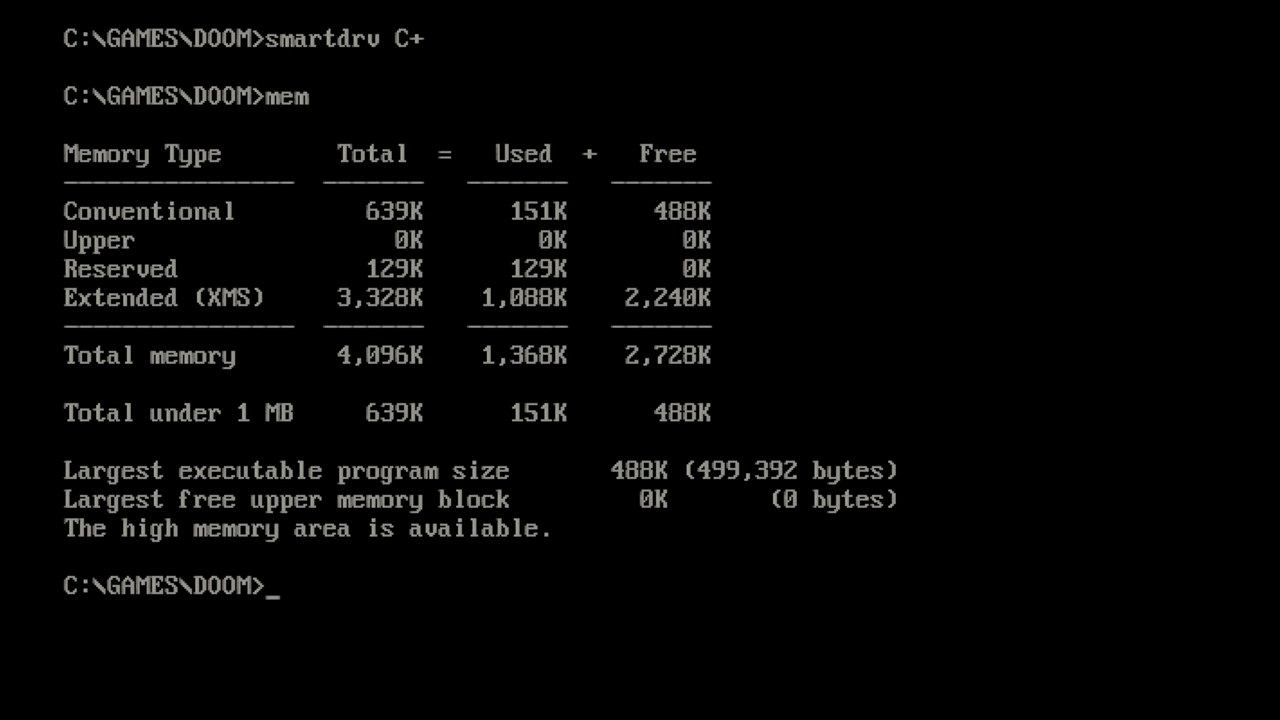 C:\GAMES\DOOM>smartdrv C+
C:\GAMES\DOOM>mem
Memory Type Total = Used + Free
Conventional 639K 151K 488K
Upper 0K 0K 0K
Reserved 129K 129K 0K
Extended (XMS) 3,328K 1,088K 2,240K
Total memory 4,096K 1,368K 2,728K
Total under 1 MB 639K 151K 488K
Largest executable program size 488K (499,392 bytes)
Largest free upper memory block 0K (0 bytes)
The high memory area is available.
C:\GAMES\DOOM>_